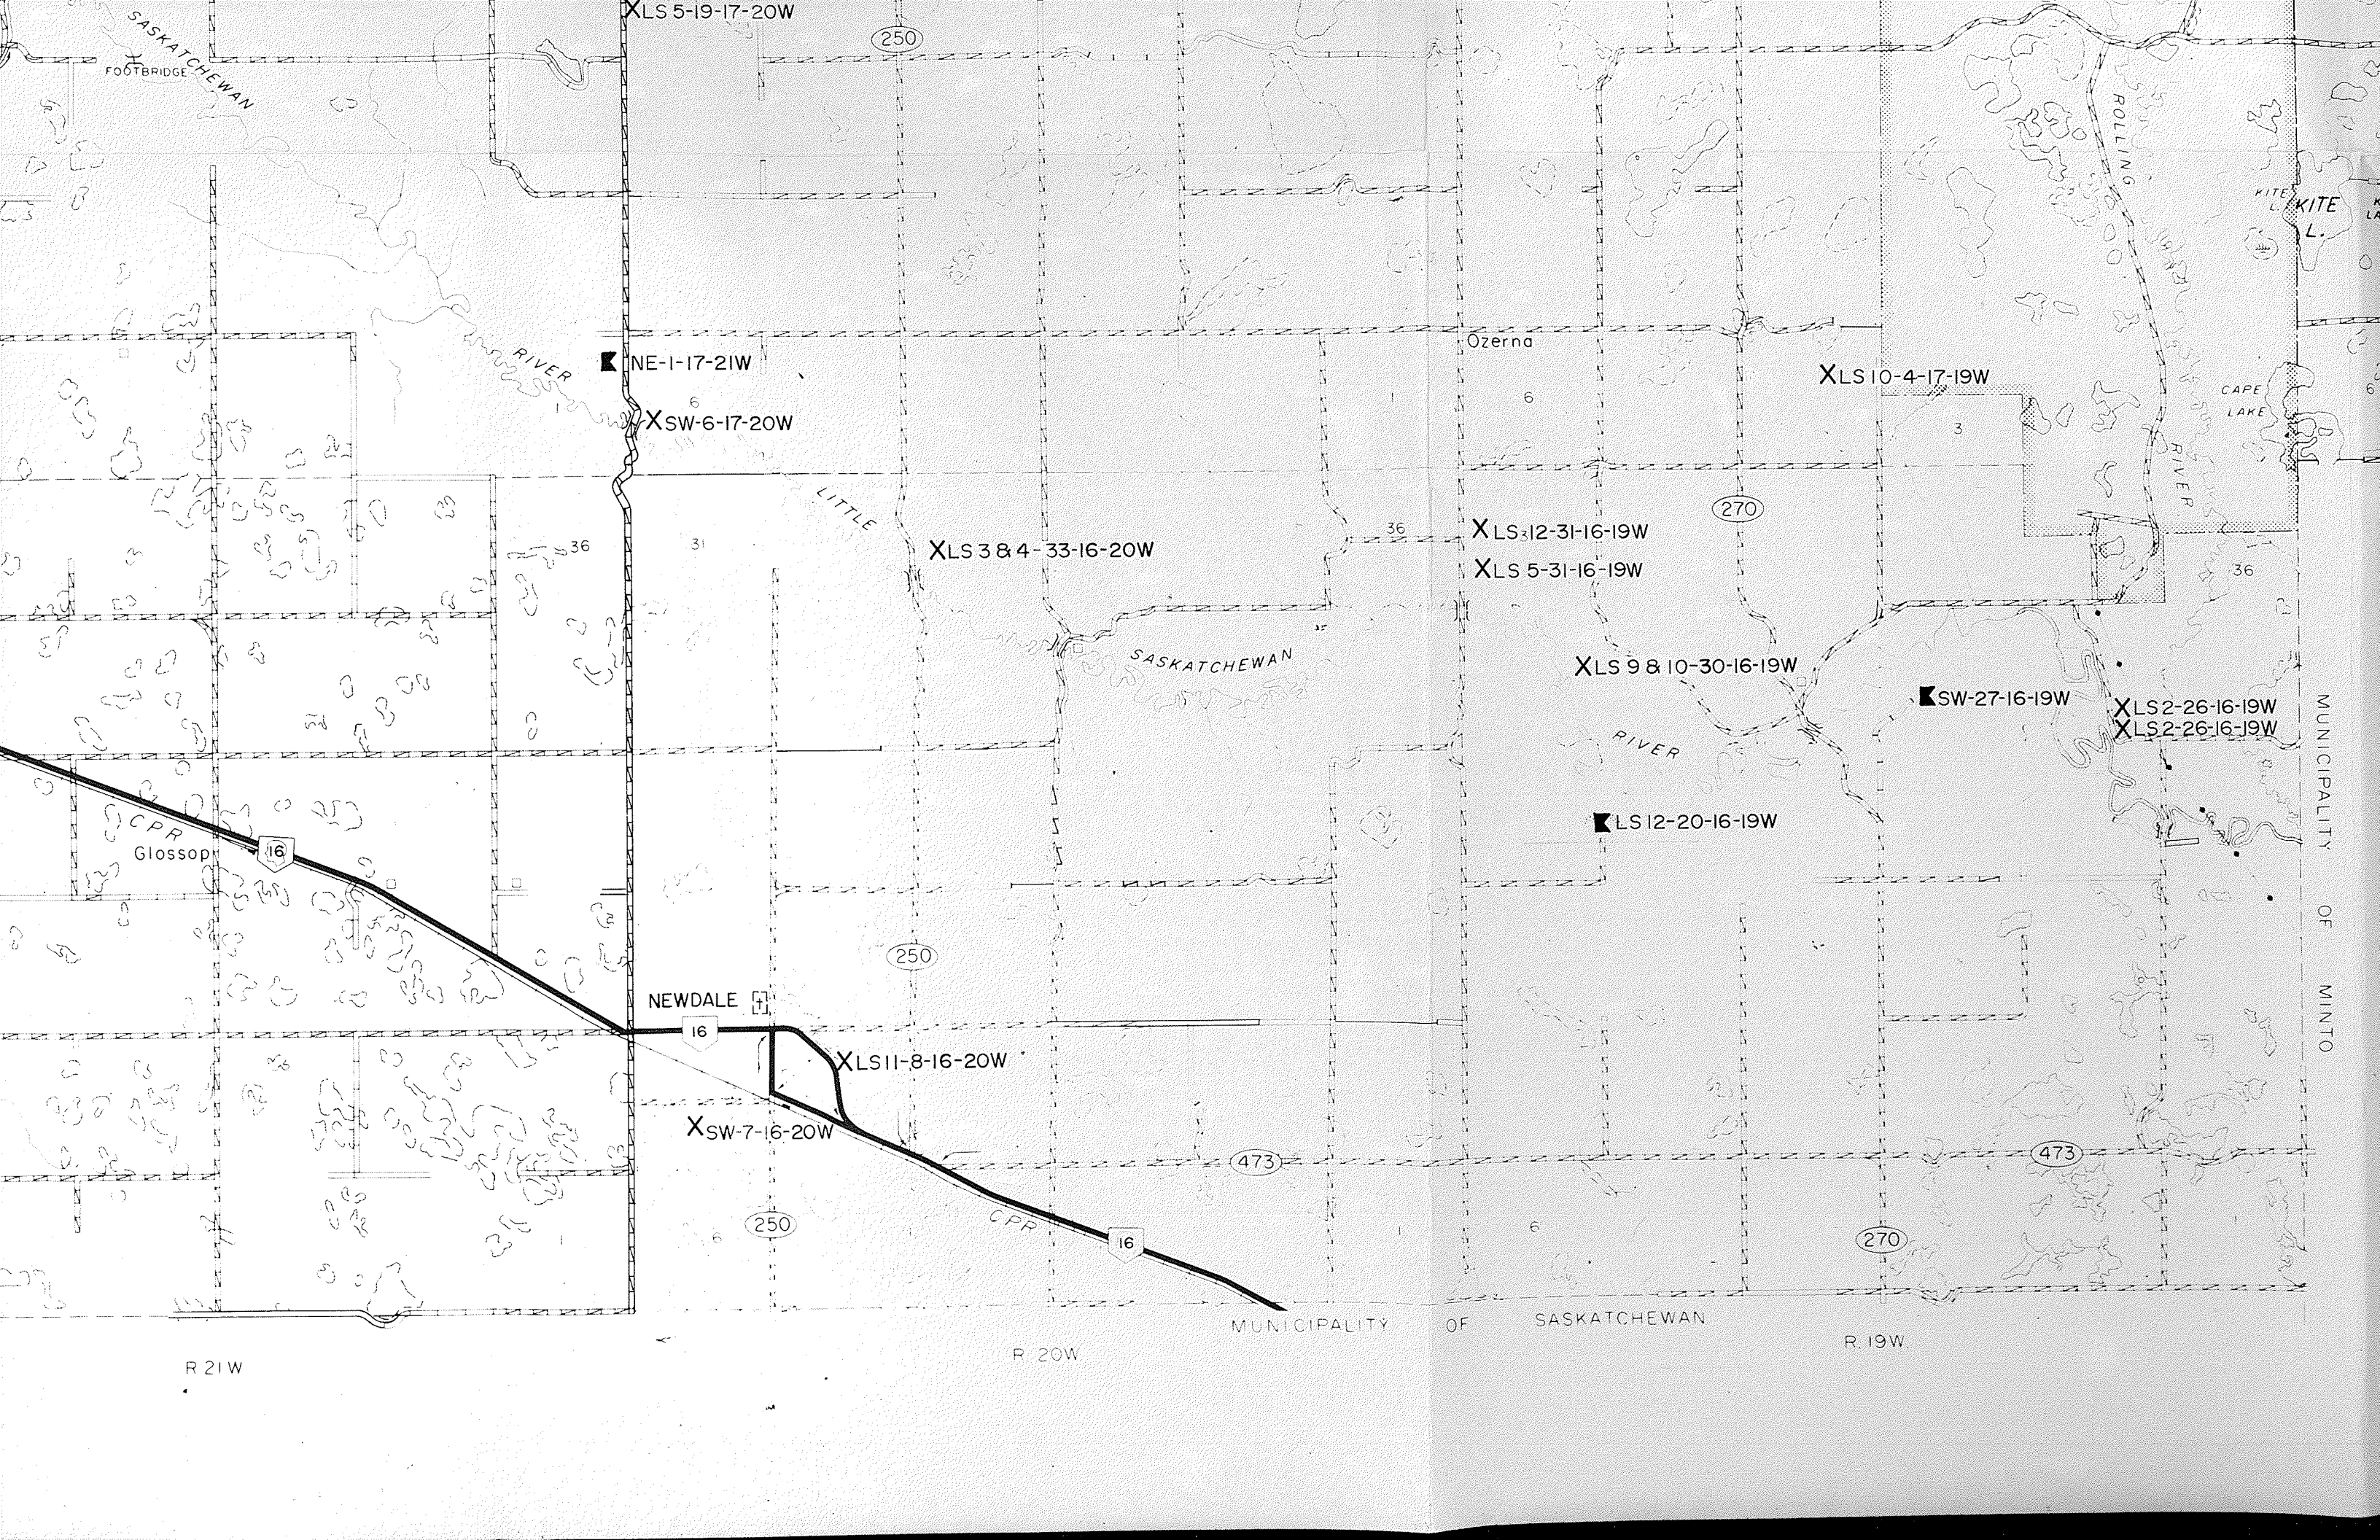 XLS 5-19-17-20W
250
SASKATCHEWAN
FOOTBRIDGE
ROLLING
KITE
L.
KITE
L.
K
LA
Ozerna
RIVER
NE-1-17-21W
XLS 10-4-17-19W
6
6
1
6
CAPE
LAKE
XSW-6-17-20W
3
RIVER
LITTLE
270
36
31
36
XLS 12-31-16-19W
XLS 3 & 4-33-16-20W
XLS 5-31-16-19W
36
SASKATCHEWAN
XLS 9 & 10-30-16-19W
SW-27-16-19W
XLS 2-26-16-19W
XLS 2-26-16-19W
RIVER
MUNICIPALITY OF MINTO
CPR
Glossop
16
LS 12-20-16-19W
250
NEWDALE
16
XLS 11-8-16-20W
XSW-7-16-20W
473
473
250
CPR
16
6
1
6
1
270
MUNICIPALITY OF SASKATCHEWAN
R 21W
R. 20W
R. 19W.